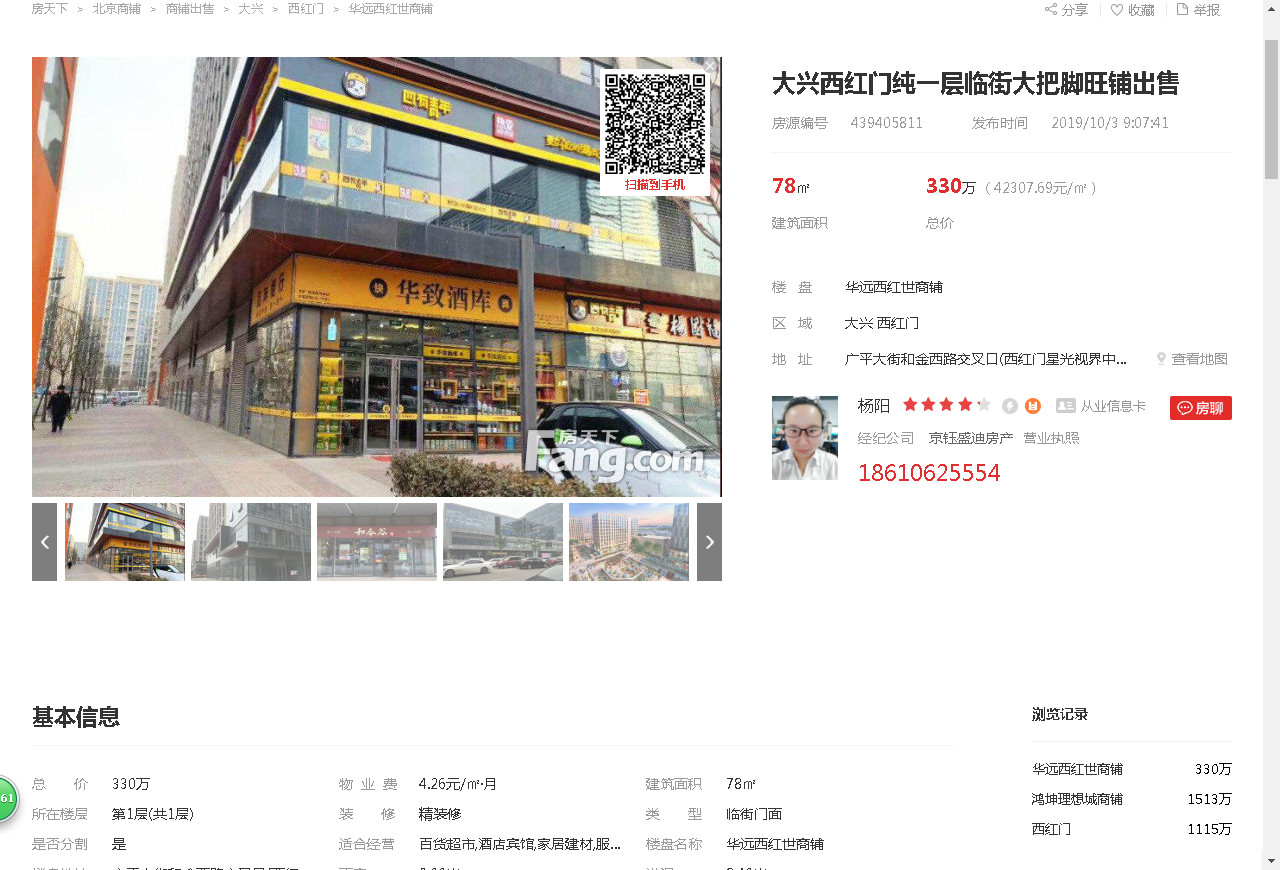 房天下 > 北京商铺 > 商铺出售 > 大兴 > 西红门 > 华远西红世商铺
分享 收藏 举报
四有青年
扫描到手机
快 华致酒库 真
四有青年
房天下
Fang.com
大兴西红门纯一层临街大把脚旺铺出售
房源编号 439405811 发布时间 2019/10/3 9:07:41
78㎡ 330万 ( 42307.69元/㎡ )
建筑面积 总价
楼 盘 华远西红世商铺
区 域 大兴 西红门
地 址 广平大街和金西路交叉口(西红门星光视界中... 查看地图
杨阳 从业信息卡 房聊
经纪公司 京钰盛迪房产 营业执照
18610625554
和合谷
基本信息
总 价 330万 物 业 费 4.26元/㎡·月 建筑面积 78㎡
所在楼层 第1层(共1层) 装 修 精装修 类 型 临街门面
是否分割 是 适合经营 百货超市,酒店宾馆,家居建材,服... 楼盘名称 华远西红世商铺
61
浏览记录
华远西红世商铺 330万
鸿坤理想城商铺 1513万
西红门 1115万